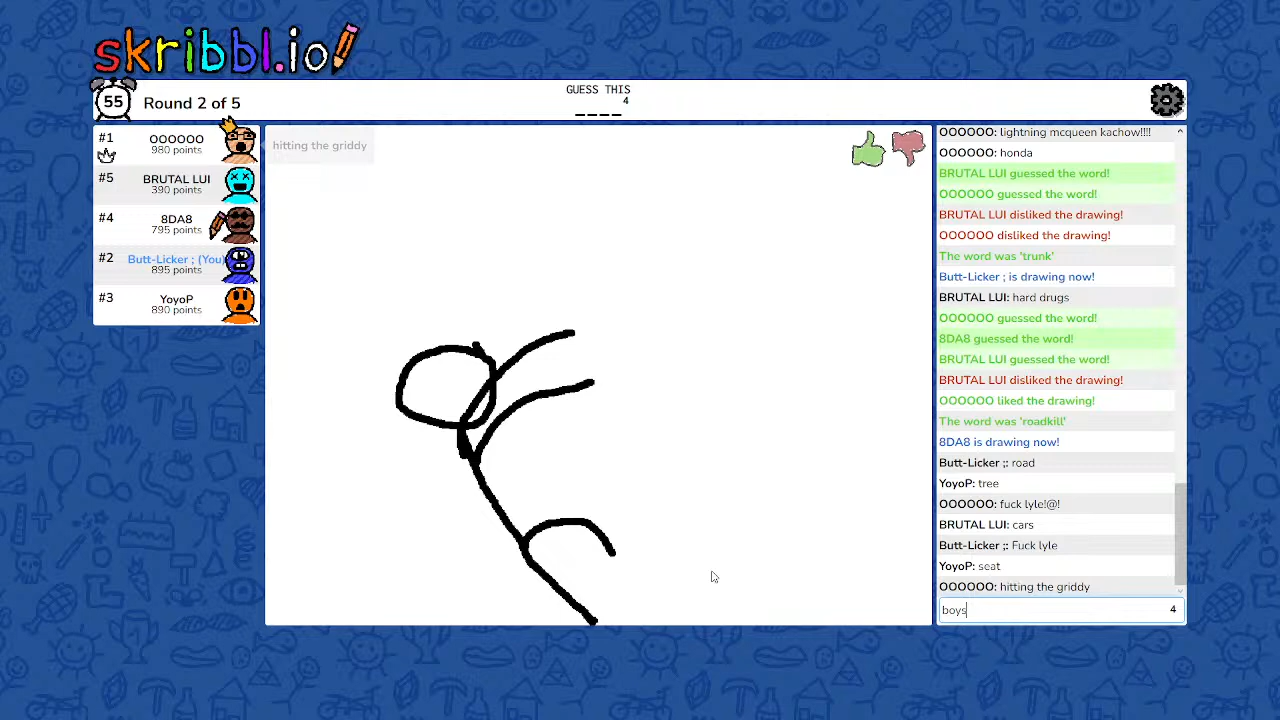 skribbl.io
55
Round 2 of 5
GUESS THIS
____ 4
#1 OOOOOO
980 points
#5 BRUTAL LUI
390 points
#4 8DA8
795 points
#2 Butt-Licker ; (You)
895 points
#3 YoyoP
890 points
hitting the griddy
OOOOOO: lightning mcqueen kachow!!!!
OOOOOO: honda
BRUTAL LUI guessed the word!
OOOOOO guessed the word!
BRUTAL LUI disliked the drawing!
OOOOOO disliked the drawing!
The word was 'trunk'
Butt-Licker ; is drawing now!
BRUTAL LUI: hard drugs
OOOOOO guessed the word!
8DA8 guessed the word!
BRUTAL LUI guessed the word!
BRUTAL LUI disliked the drawing!
OOOOOO liked the drawing!
The word was 'roadkill'
8DA8 is drawing now!
Butt-Licker ;: road
YoyoP: tree
OOOOOO: fuck lyle!@!
BRUTAL LUI: cars
Butt-Licker ;: Fuck lyle
YoyoP: seat
OOOOOO: hitting the griddy
boys 4